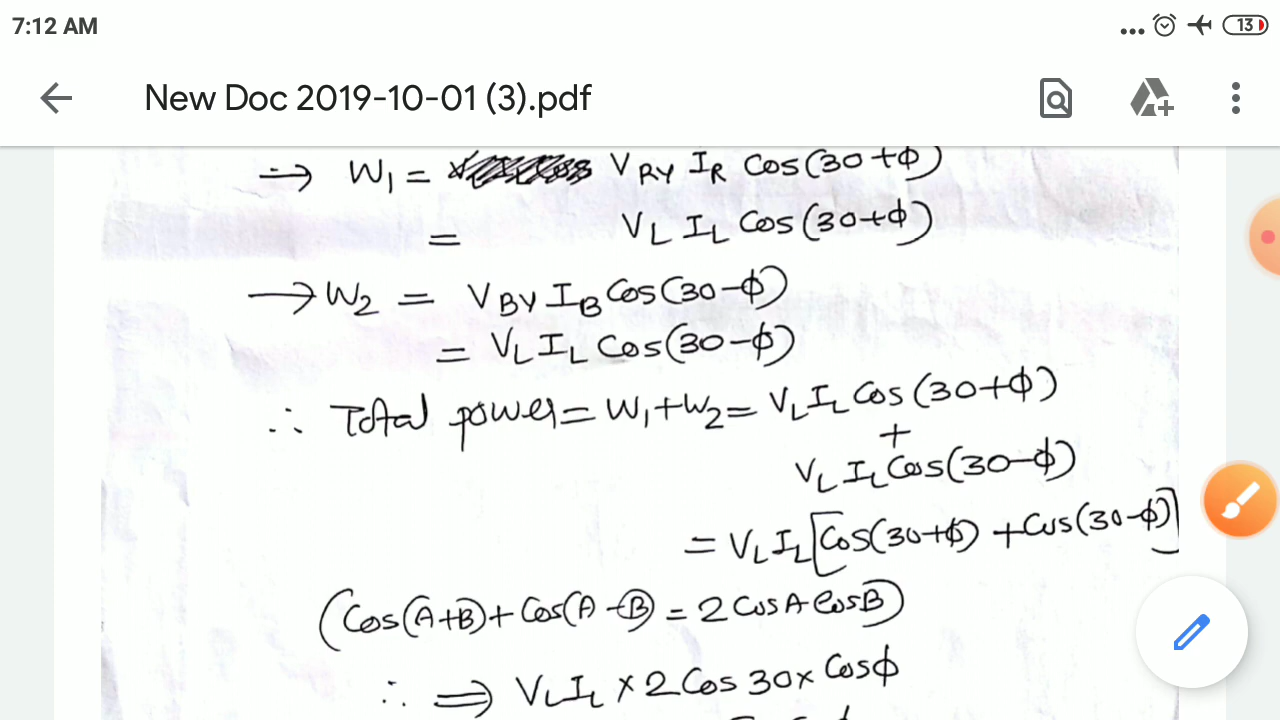 7:12 AM
13
New Doc 2019-10-01 (3).pdf
→ W₁ = V_RY I_R Cos(30+ϕ)
= V_L I_L Cos(30+ϕ)
→ W₂ = V_BY I_B Cos(30-ϕ)
= V_L I_L Cos(30-ϕ)
∴ Total power = W₁+W₂ = V_L I_L Cos(30+ϕ)
+
V_L I_L Cos(30-ϕ)
= V_L I_L [Cos(30+ϕ) + Cos(30-ϕ)]
(Cos(A+B)+ Cos(A-B) = 2 CosA CosB)
∴ ⇒ V_L I_L × 2 Cos 30 × Cosϕ